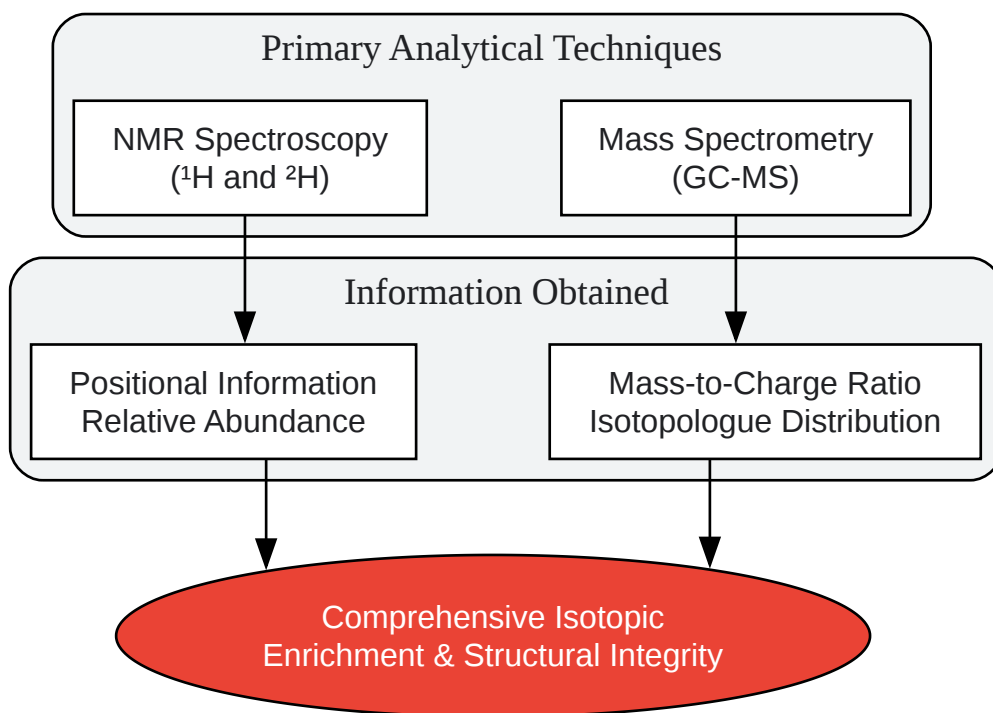 Primary Analytical Techniques
NMR Spectroscopy
(¹H and ²H)
Mass Spectrometry
(GC-MS)
Information Obtained
Positional Information
Relative Abundance
Mass-to-Charge Ratio
Isotopologue Distribution
Comprehensive Isotopic
Enrichment & Structural Integrity